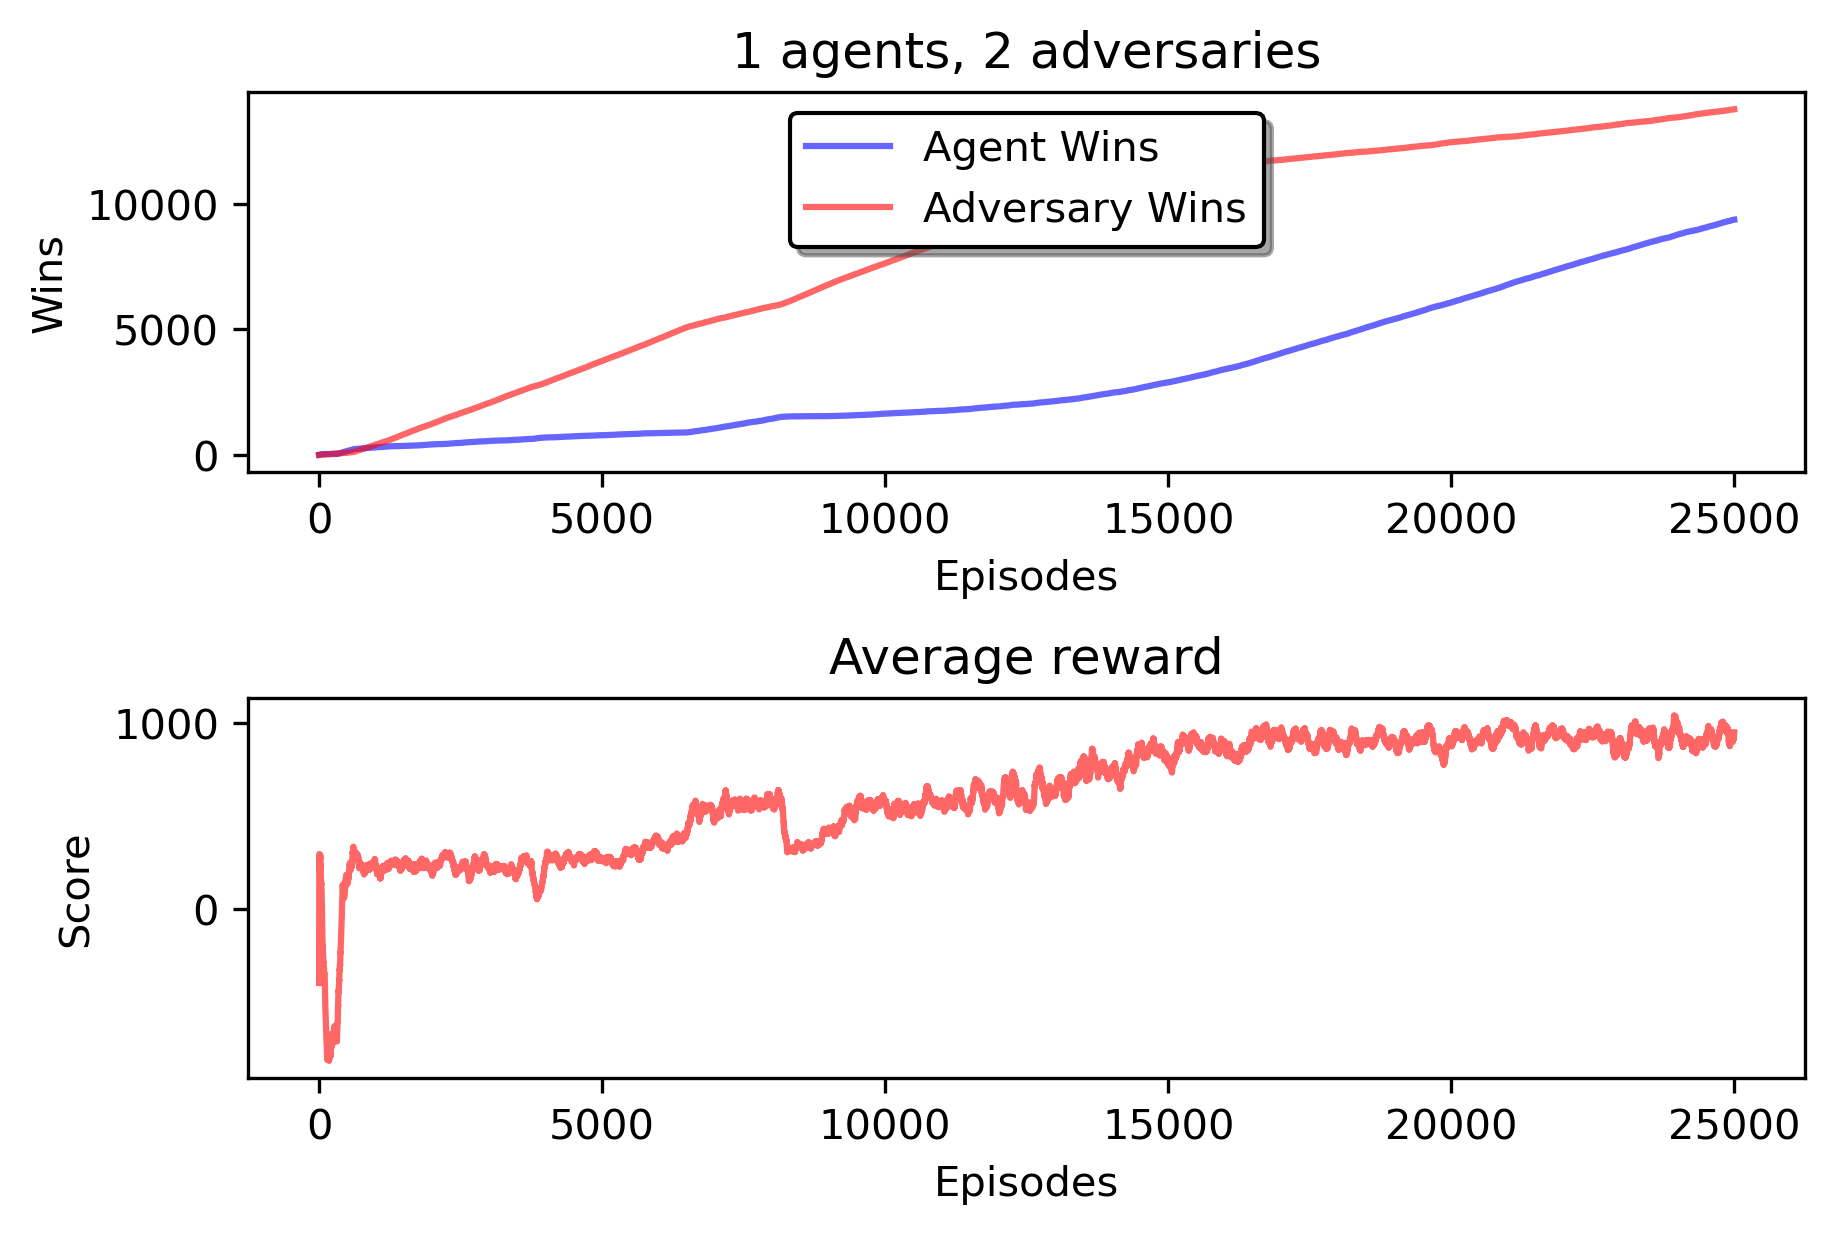 1 agents, 2 adversaries
Agent Wins
Adversary Wins
Wins
10000
5000
0
0 5000 10000 15000 20000 25000
Episodes
Average reward
Score
1000
0
0 5000 10000 15000 20000 25000
Episodes